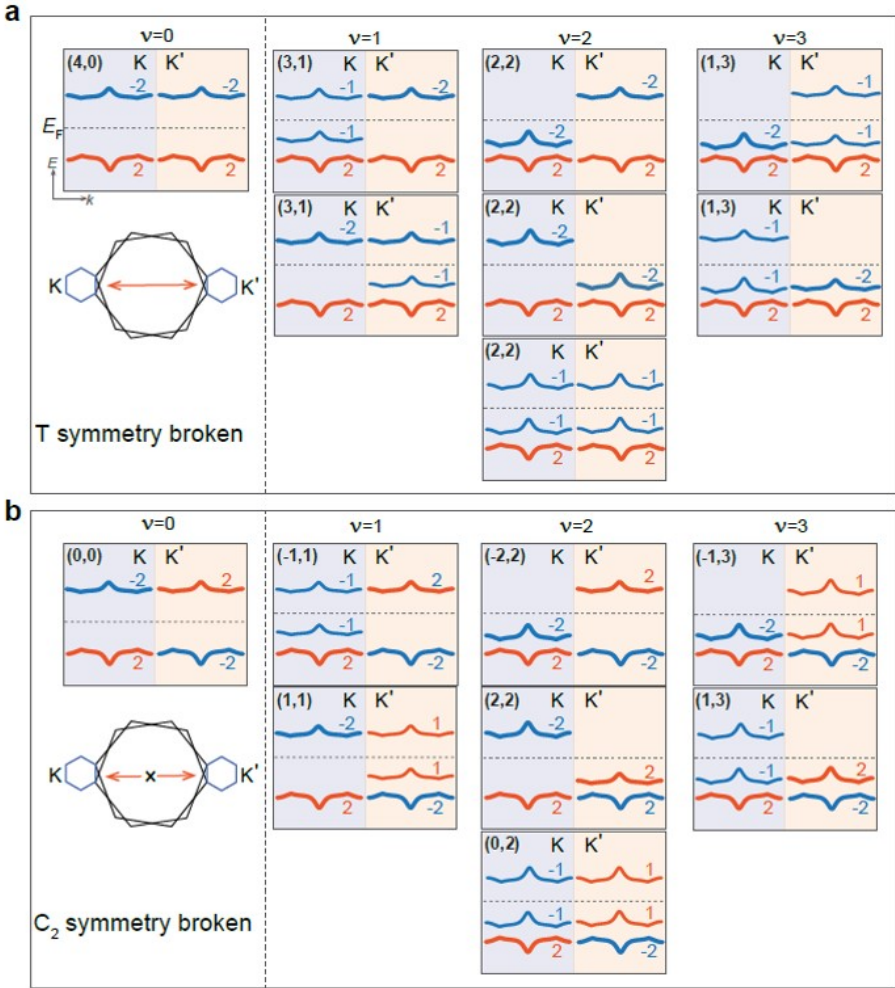 a
ν=0
(4,0) K K'
-2 -2
E_F
E
2 2
k
K K'
T symmetry broken
ν=1
(3,1) K K'
-1 -2
-1
2 2
(3,1) K K'
-2 -1
-1
2 2
ν=2
(2,2) K K'
-2
-2
2 2
(2,2) K K'
-2
-2
2 2
(2,2) K K'
-1 -1
-1 -1
2 2
ν=3
(1,3) K K'
-1
-2 -1
2 2
(1,3) K K'
-1
-1 -2
2 2
b
ν=0
(0,0) K K'
-2 2
2 -2
K x K'
C2 symmetry broken
ν=1
(-1,1) K K'
-1 2
-1
2 -2
(1,1) K K'
-2 1
1
2 -2
ν=2
(-2,2) K K'
2
-2
2 -2
(2,2) K K'
-2
2
2 2
(0,2) K K'
-1 1
-1 1
2 -2
ν=3
(-1,3) K K'
1
-2 1
2 -2
(1,3) K K'
-1
-1 2
2 -2